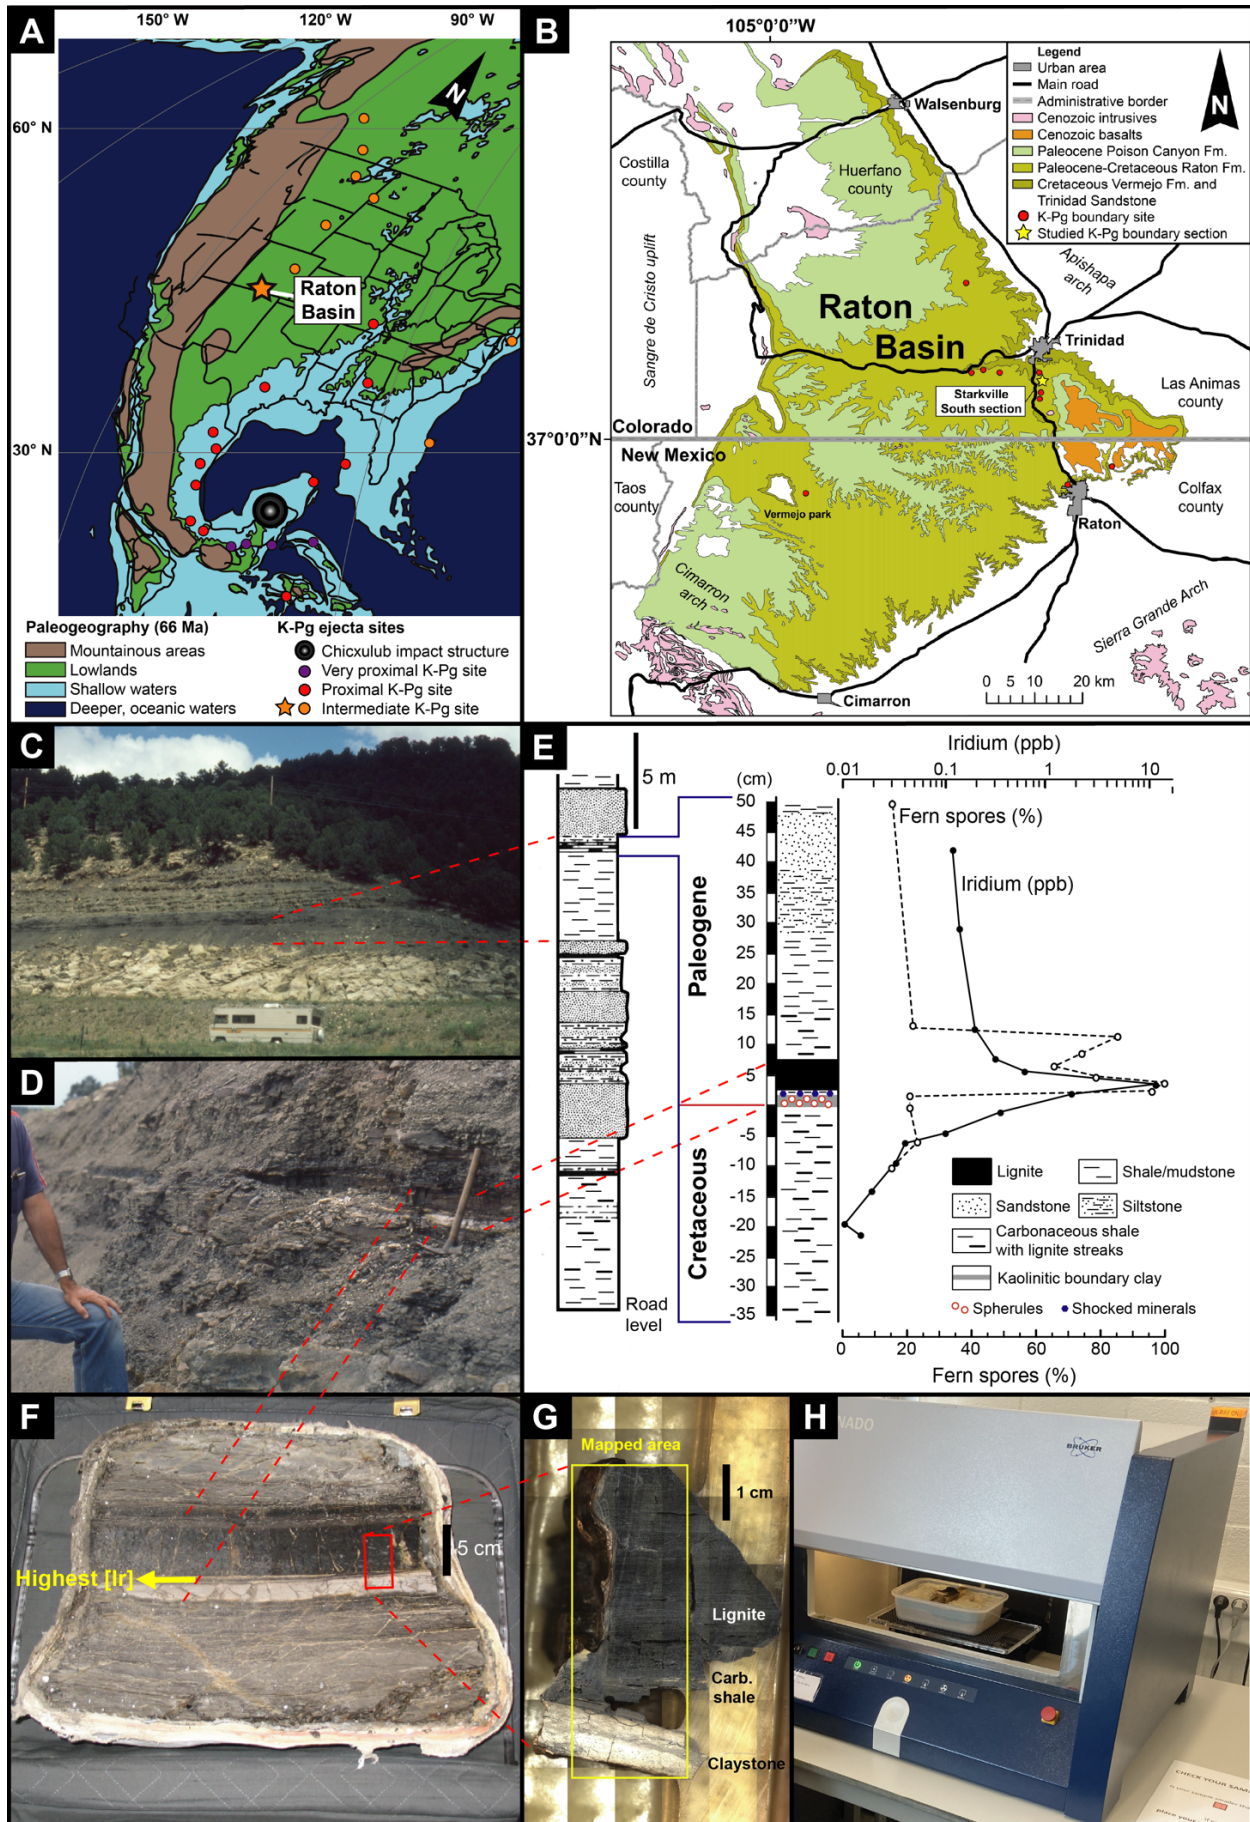 A
150° W
120° W
90° W
60° N
30° N
N
Raton
Basin
Paleogeography (66 Ma)
Mountainous areas
Lowlands
Shallow waters
Deeper, oceanic waters
K-Pg ejecta sites
Chicxulub impact structure
Very proximal K-Pg site
Proximal K-Pg site
Intermediate K-Pg site
B
105°0'0"W
37°0'0"N
Legend
Urban area
Main road
Administrative border
Cenozoic intrusives
Cenozoic basalts
Paleocene Poison Canyon Fm.
Paleocene-Cretaceous Raton Fm.
Cretaceous Vermejo Fm. and
Trinidad Sandstone
K-Pg boundary site
Studied K-Pg boundary section
N
Walsenburg
Costilla
county
Huerfano
county
Sangre de Cristo uplift
Apishapa
arch
Raton
Basin
Trinidad
Starkville
South section
Las Animas
county
Colorado
New Mexico
Taos
county
Vermejo park
Raton
Colfax
county
Cimarron
arch
Sierra Grande Arch
0 5 10 20 km
Cimarron
C
D
E
5 m
(cm)
50
45
40
35
30
25
20
15
10
5
-5
-10
-15
-20
-25
-30
-35
Paleogene
Cretaceous
Road
level
Iridium (ppb)
0.01 0.1 1 10
Fern spores (%)
Iridium (ppb)
Lignite
Shale/mudstone
Sandstone
Siltstone
Carbonaceous shale
with lignite streaks
Kaolinitic boundary clay
Spherules
Shocked minerals
0 20 40 60 80 100
Fern spores (%)
F
Highest [Ir]
5 cm
G
Mapped area
1 cm
Lignite
Carb.
shale
Claystone
H
NADO
BRUKER
CHECK YOUR SAM
place your